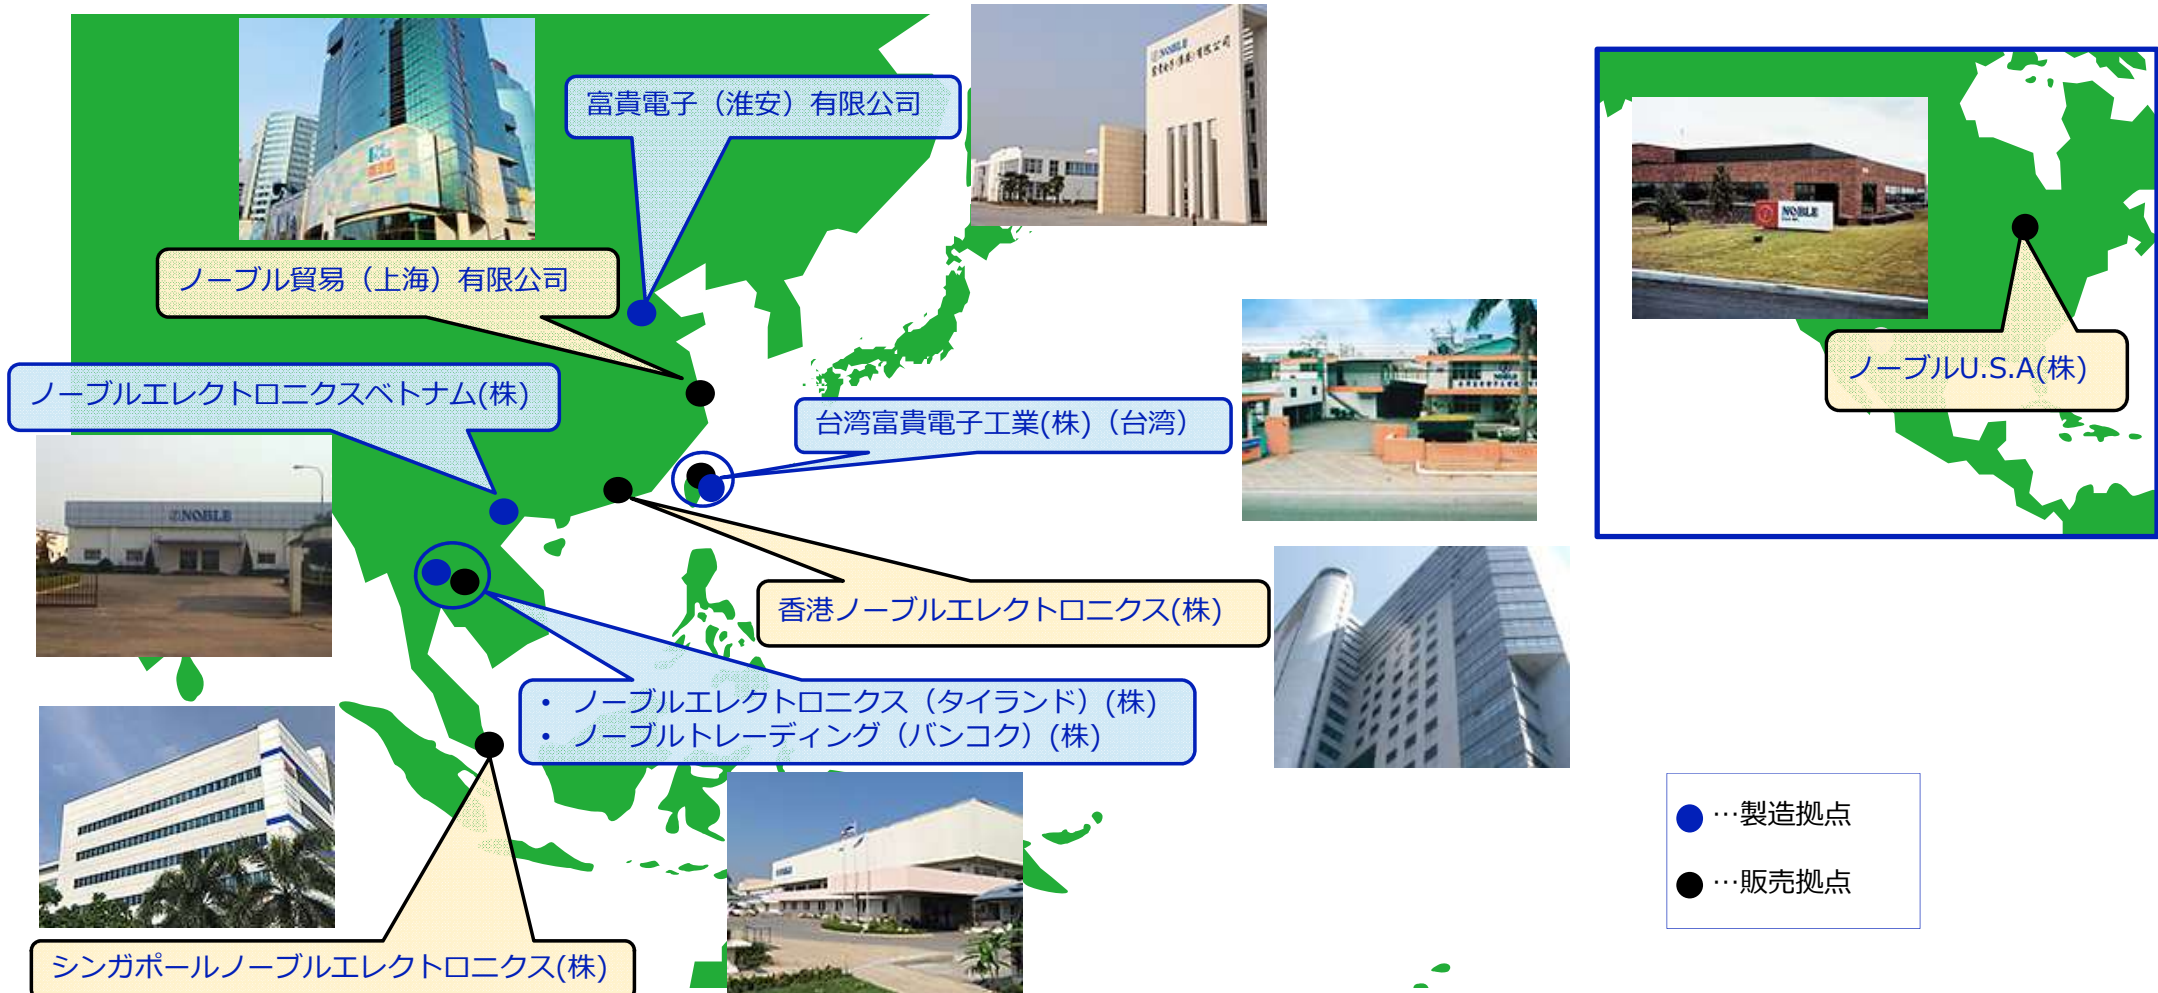 NOBLE
富貴電子（淮安）有限公司
NOBLE
ノーブル貿易（上海）有限公司
ノーブルU.S.A(株)
ノーブルエレクトロニクスベトナム(株)
台湾富貴電子工業(株)（台湾）
NOBLE
香港ノーブルエレクトロニクス(株)
• ノーブルエレクトロニクス（タイランド）(株)
• ノーブルトレーディング（バンコク）(株)
…製造拠点
…販売拠点
NOBLE
シンガポールノーブルエレクトロニクス(株)